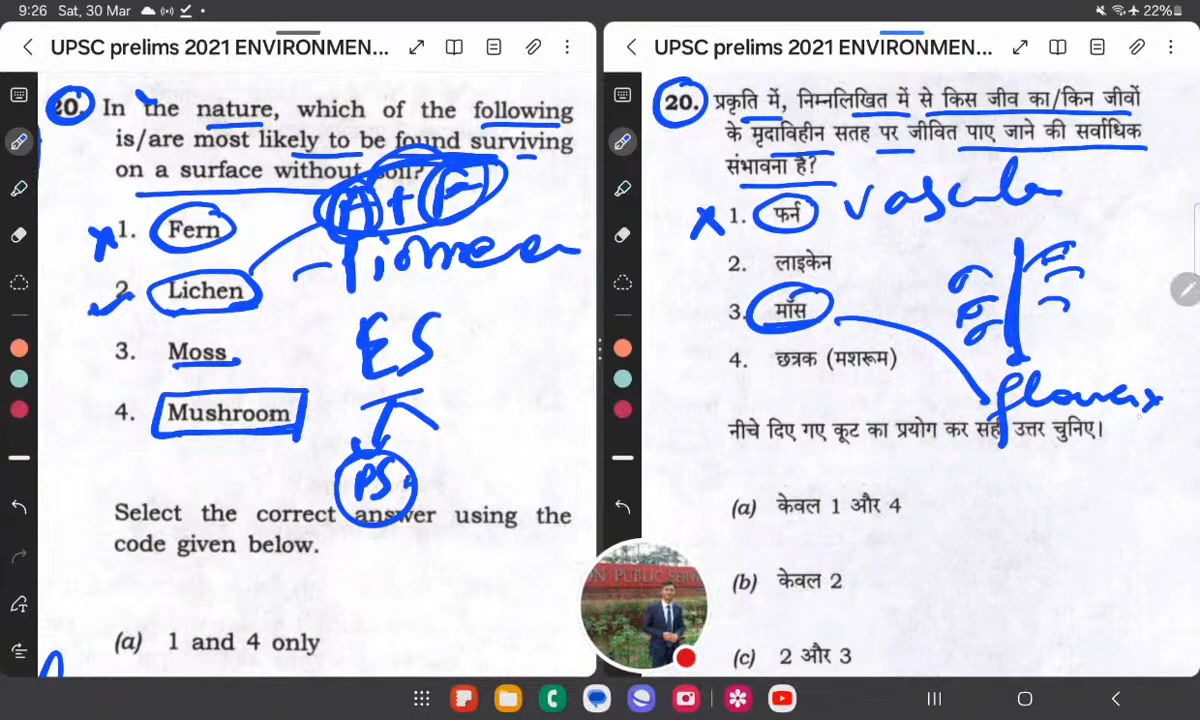 9:26 Sat, 30 Mar
22%
UPSC prelims 2021 ENVIRONMEN...
20. In the nature, which of the following
is/are most likely to be found surviving
on a surface without soil?
1. Fern
2. Lichen
3. Moss
4. Mushroom
A + F
Pioneer
ES
PS
Select the correct answer using the
code given below.
(a) 1 and 4 only
UPSC prelims 2021 ENVIRONMEN...
20. प्रकृति में, निम्नलिखित में से किस जीव का/किन जीवों
के मृदाविहीन सतह पर जीवित पाए जाने की सर्वाधिक
संभावना है?
1. फर्न
2. लाइकेन
3. मॉस
4. छत्रक (मशरूम)
नीचे दिए गए कूट का प्रयोग कर सही उत्तर चुनिए।
(a) केवल 1 और 4
(b) केवल 2
(c) 2 और 3
N PUBLIC SERV